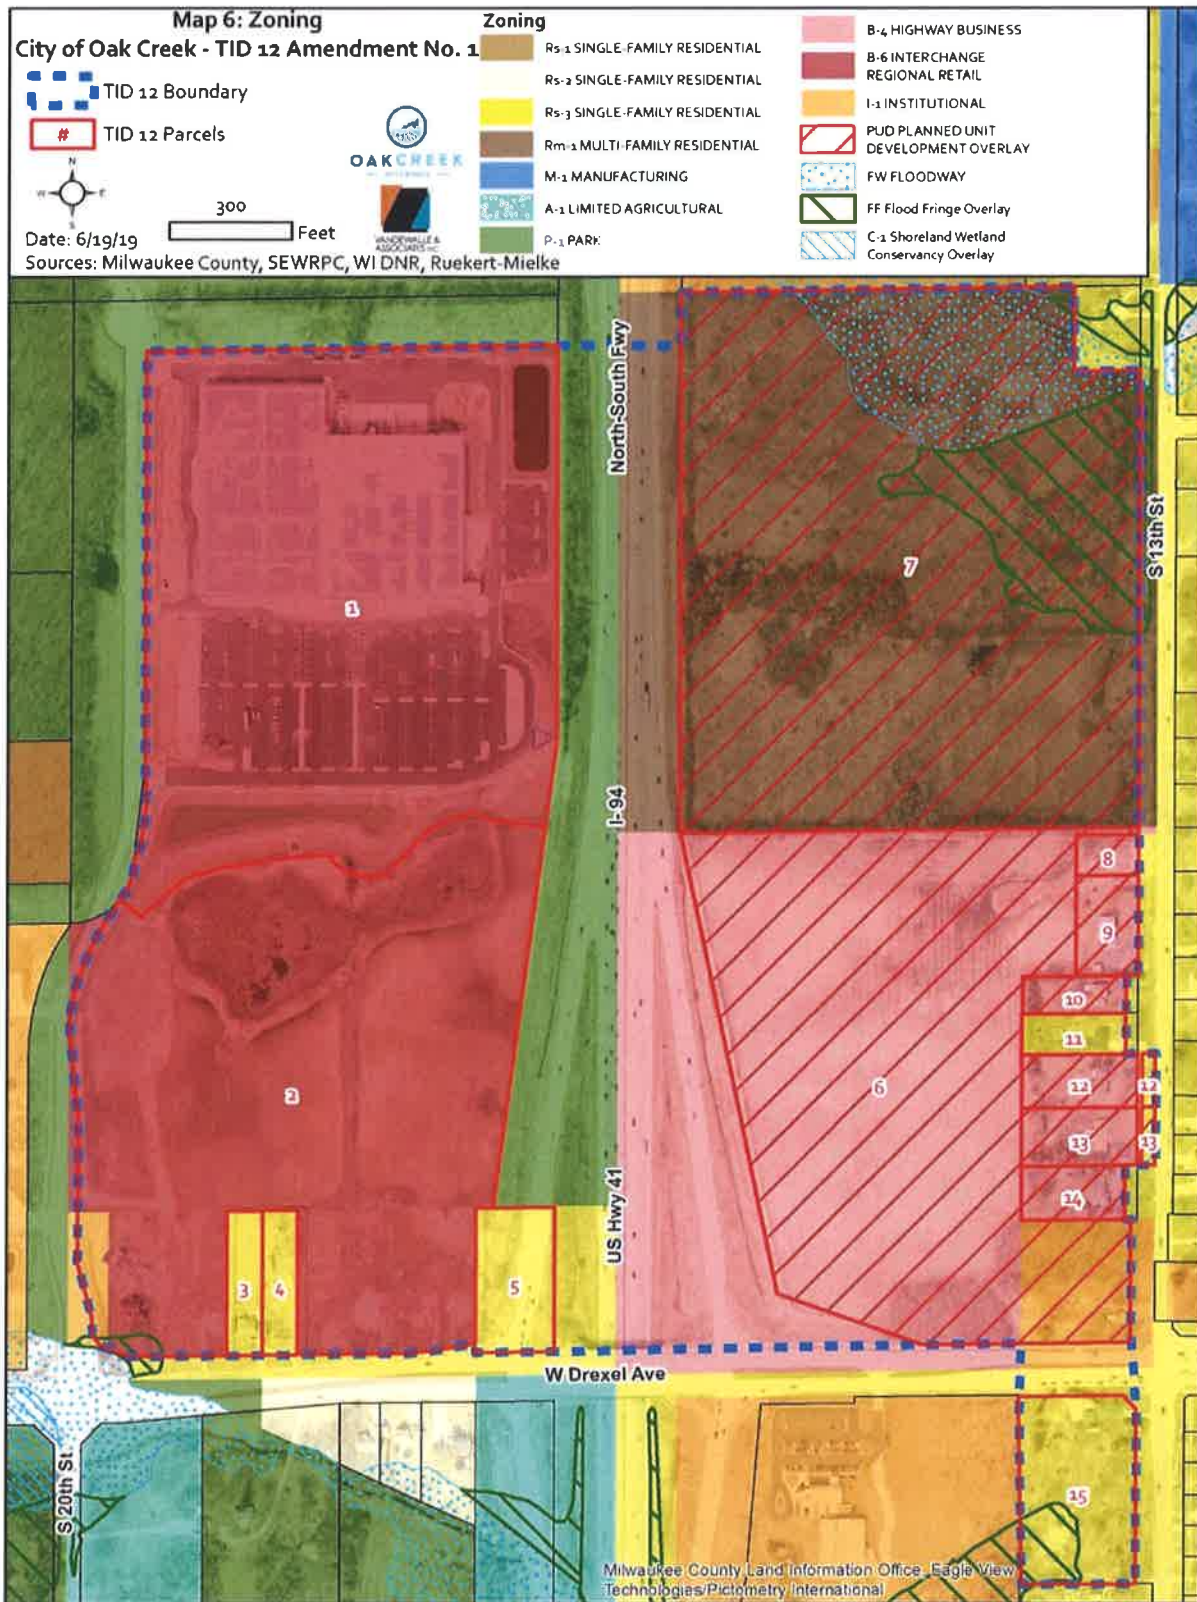 Map 6: Zoning
City of Oak Creek - TID 12 Amendment No. 1
TID 12 Boundary
# TID 12 Parcels
N
W E
S
OAKCREEK
300
Feet
VANDEWALLE &
ASSOCIATES INC
Date: 6/19/19
Sources: Milwaukee County, SEWRPC, WI DNR, Ruekert-Mielke
Zoning
Rs-1 SINGLE-FAMILY RESIDENTIAL
Rs-2 SINGLE-FAMILY RESIDENTIAL
Rs-3 SINGLE-FAMILY RESIDENTIAL
Rm-1 MULTI-FAMILY RESIDENTIAL
M-1 MANUFACTURING
A-1 LIMITED AGRICULTURAL
P-1 PARK
B-4 HIGHWAY BUSINESS
B-6 INTERCHANGE
REGIONAL RETAIL
I-1 INSTITUTIONAL
PUD PLANNED UNIT
DEVELOPMENT OVERLAY
FW FLOODWAY
FF Flood Fringe Overlay
C-1 Shoreland Wetland
Conservancy Overlay
North-South Fwy
S 13th St
7
1
I-94
8
9
10
11
2
6
12
12
13
13
14
US Hwy 41
3
4
5
W Drexel Ave
S 20th St
15
Milwaukee County Land Information Office, Eagle View
Technologies/Pictometry International